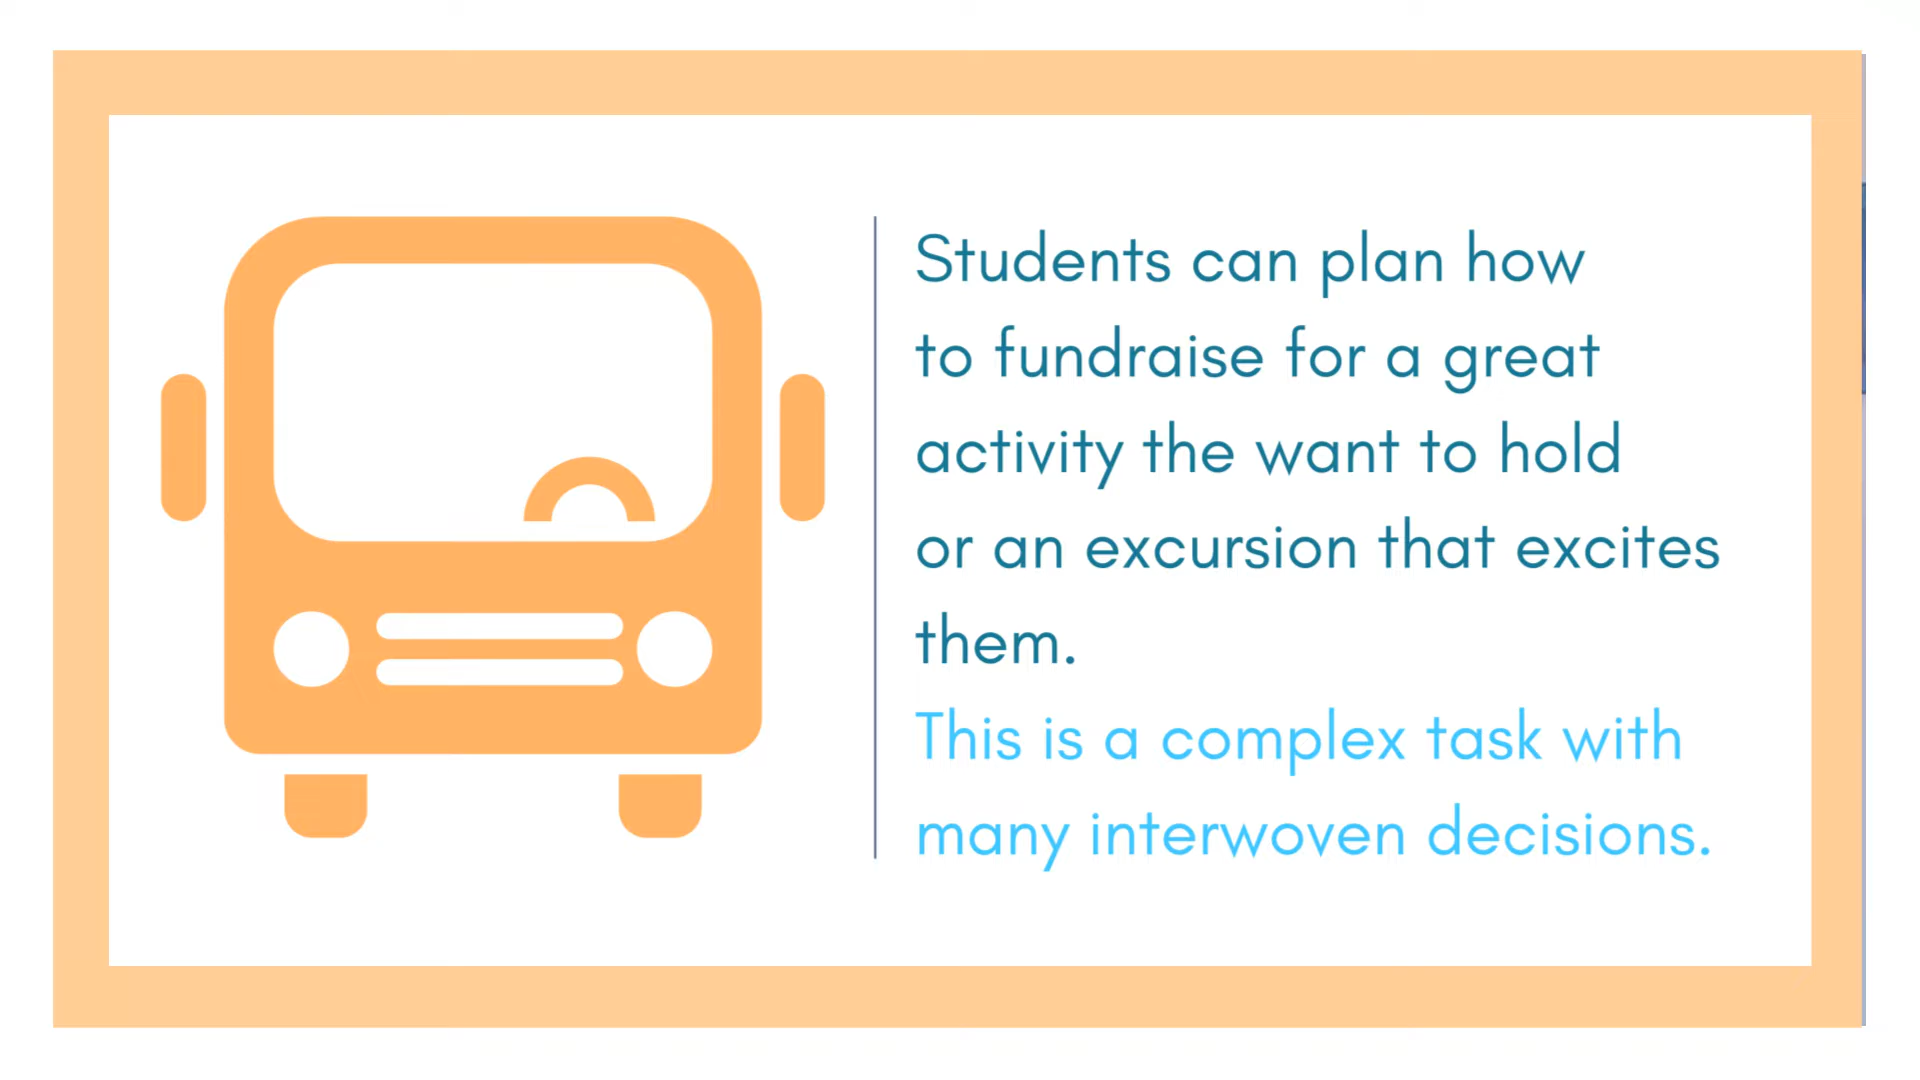 Students can plan how
to fundraise for a great
activity the want to hold
or an excursion that excites
them.
This is a complex task with
many interwoven decisions.